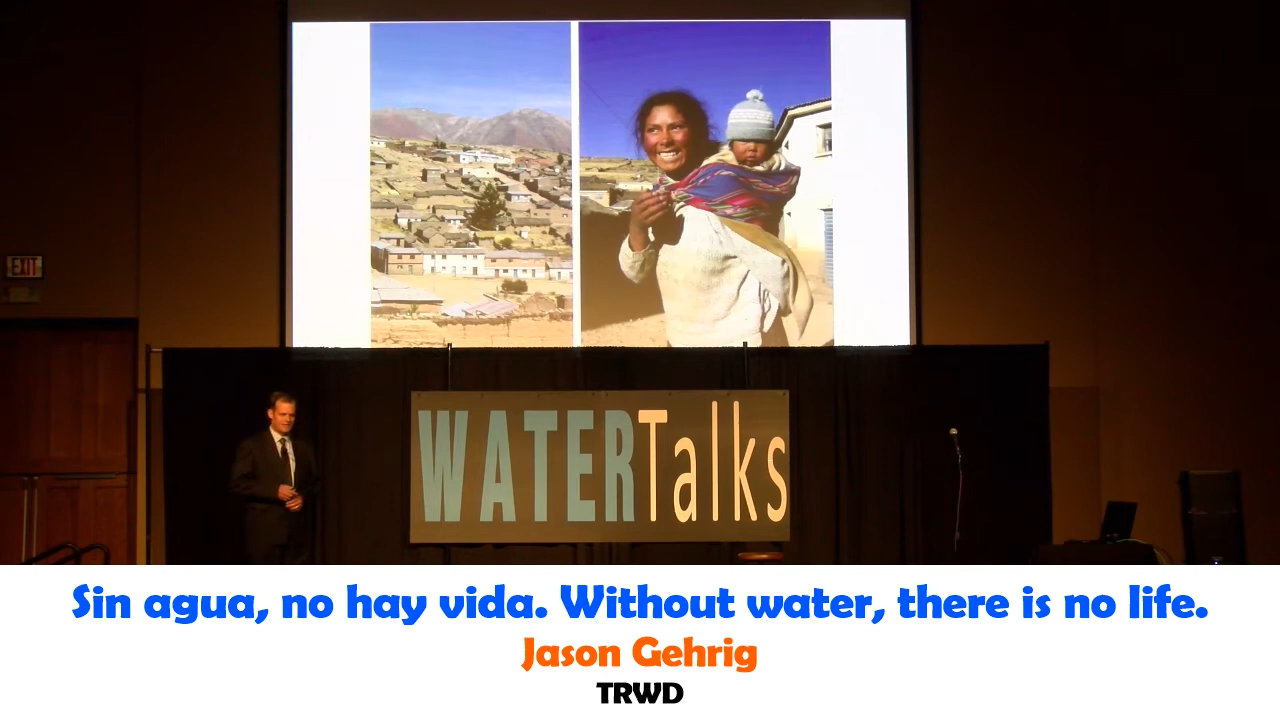 EXIT
WATERTalks
Sin agua, no hay vida. Without water, there is no life.
Jason Gehrig
TRWD